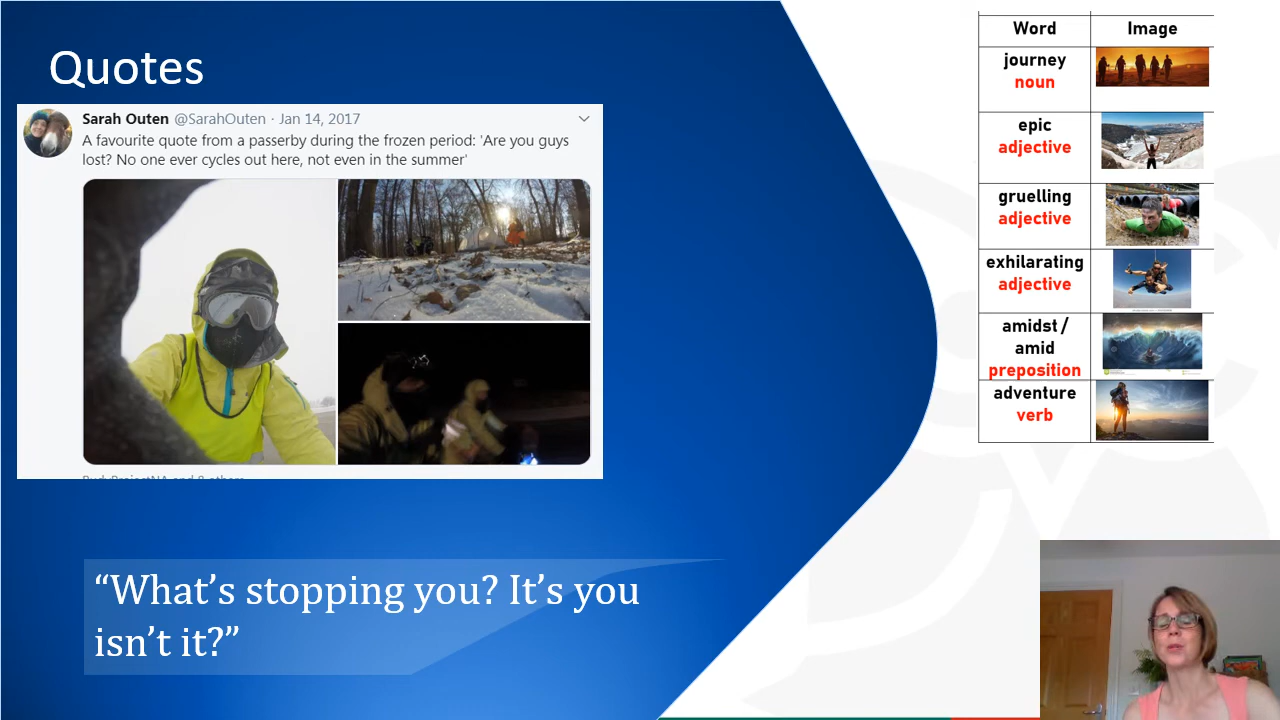 Quotes
Sarah Outen @SarahOuten · Jan 14, 2017
A favourite quote from a passerby during the frozen period: 'Are you guys
lost? No one ever cycles out here, not even in the summer'
“What’s stopping you? It’s you
isn’t it?”
Word Image
journey
noun
epic
adjective
gruelling
adjective
exhilarating
adjective
amidst /
amid
preposition
adventure
verb